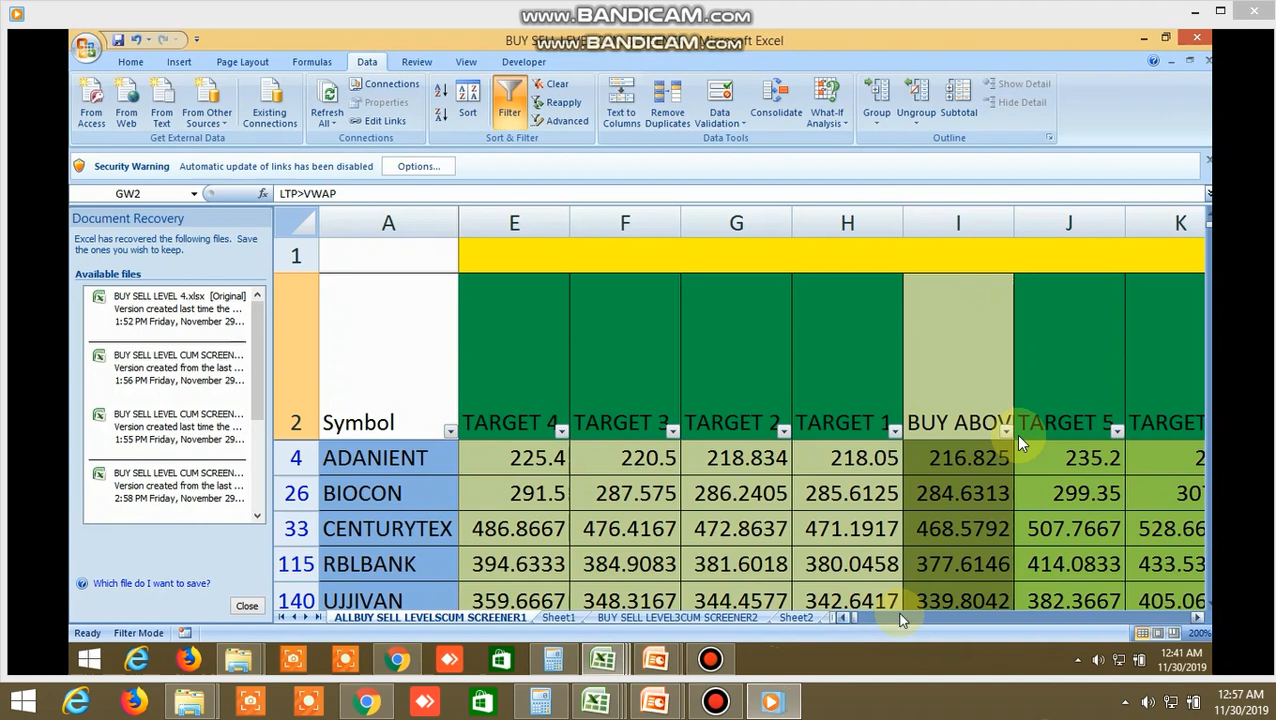 www.BANDICAM.com
BUY SELL LEVEL
Microsoft Excel
www.BANDICAM.com
Home Insert Page Layout Formulas Data Review View Developer
From Access
From Web
From Text
From Other Sources
Existing Connections
Get External Data
Refresh All
Connections
Properties
Edit Links
Connections
Sort
Filter
Clear
Reapply
Advanced
Sort & Filter
Text to Columns
Remove Duplicates
Data Validation
Consolidate
What-If Analysis
Data Tools
Group
Ungroup
Subtotal
Show Detail
Hide Detail
Outline
Security Warning Automatic update of links has been disabled Options...
GW2 fx LTP>VWAP
Document Recovery
Excel has recovered the following files. Save
the ones you wish to keep.
Available files
BUY SELL LEVEL 4.xlsx [Original]
Version created last time the ...
1:52 PM Friday, November 29...
BUY SELL LEVEL CUM SCREEN...
Version created from the last ...
1:56 PM Friday, November 29...
BUY SELL LEVEL CUM SCREEN...
Version created from the last ...
1:55 PM Friday, November 29...
BUY SELL LEVEL CUM SCREEN...
Version created from the last ...
2:58 PM Friday, November 29...
Which file do I want to save?
Close
A E F G H I J K
1
2 Symbol TARGET 4 TARGET 3 TARGET 2 TARGET 1 BUY ABOV TARGET 5 TARGET
4 ADANIENT 225.4 220.5 218.834 218.05 216.825 235.2 2
26 BIOCON 291.5 287.575 286.2405 285.6125 284.6313 299.35 307
33 CENTURYTEX 486.8667 476.4167 472.8637 471.1917 468.5792 507.7667 528.66
115 RBLBANK 394.6333 384.9083 381.6018 380.0458 377.6146 414.0833 433.53
140 UJJIVAN 359.6667 348.3167 344.4577 342.6417 339.8042 382.3667 405.06
ALLBUY SELL LEVELSCUM SCREENER1 Sheet1 BUY SELL LEVEL3CUM SCREENER2 Sheet2
Ready Filter Mode 200%
12:41 AM
11/30/2019
12:57 AM
11/30/2019